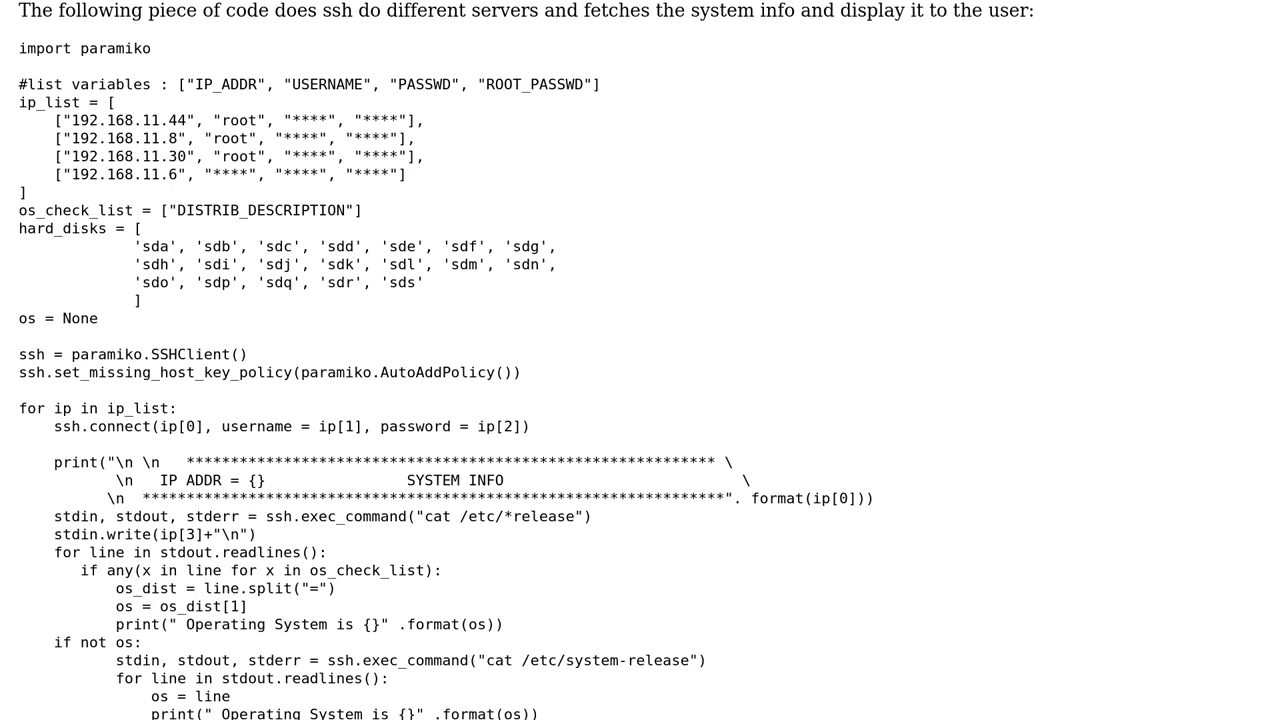 The following piece of code does ssh do different servers and fetches the system info and display it to the user:
import paramiko
#list variables : ["IP_ADDR", "USERNAME", "PASSWD", "ROOT_PASSWD"]
ip_list = [
    ["192.168.11.44", "root", "****", "****"],
    ["192.168.11.8", "root", "****", "****"],
    ["192.168.11.30", "root", "****", "****"],
    ["192.168.11.6", "****", "****", "****"]
]
os_check_list = ["DISTRIB_DESCRIPTION"]
hard_disks = [
             'sda', 'sdb', 'sdc', 'sdd', 'sde', 'sdf', 'sdg',
             'sdh', 'sdi', 'sdj', 'sdk', 'sdl', 'sdm', 'sdn',
             'sdo', 'sdp', 'sdq', 'sdr', 'sds'
             ]
os = None
ssh = paramiko.SSHClient()
ssh.set_missing_host_key_policy(paramiko.AutoAddPolicy())
for ip in ip_list:
    ssh.connect(ip[0], username = ip[1], password = ip[2])
    print("\n \n   ************************************************************ \
           \n   IP ADDR = {}                SYSTEM INFO                           \
          \n  ******************************************************************". format(ip[0]))
    stdin, stdout, stderr = ssh.exec_command("cat /etc/*release")
    stdin.write(ip[3]+"\n")
    for line in stdout.readlines():
       if any(x in line for x in os_check_list):
           os_dist = line.split("=")
           os = os_dist[1]
           print(" Operating System is {}" .format(os))
    if not os:
           stdin, stdout, stderr = ssh.exec_command("cat /etc/system-release")
           for line in stdout.readlines():
               os = line
               print(" Operating System is {}" .format(os))